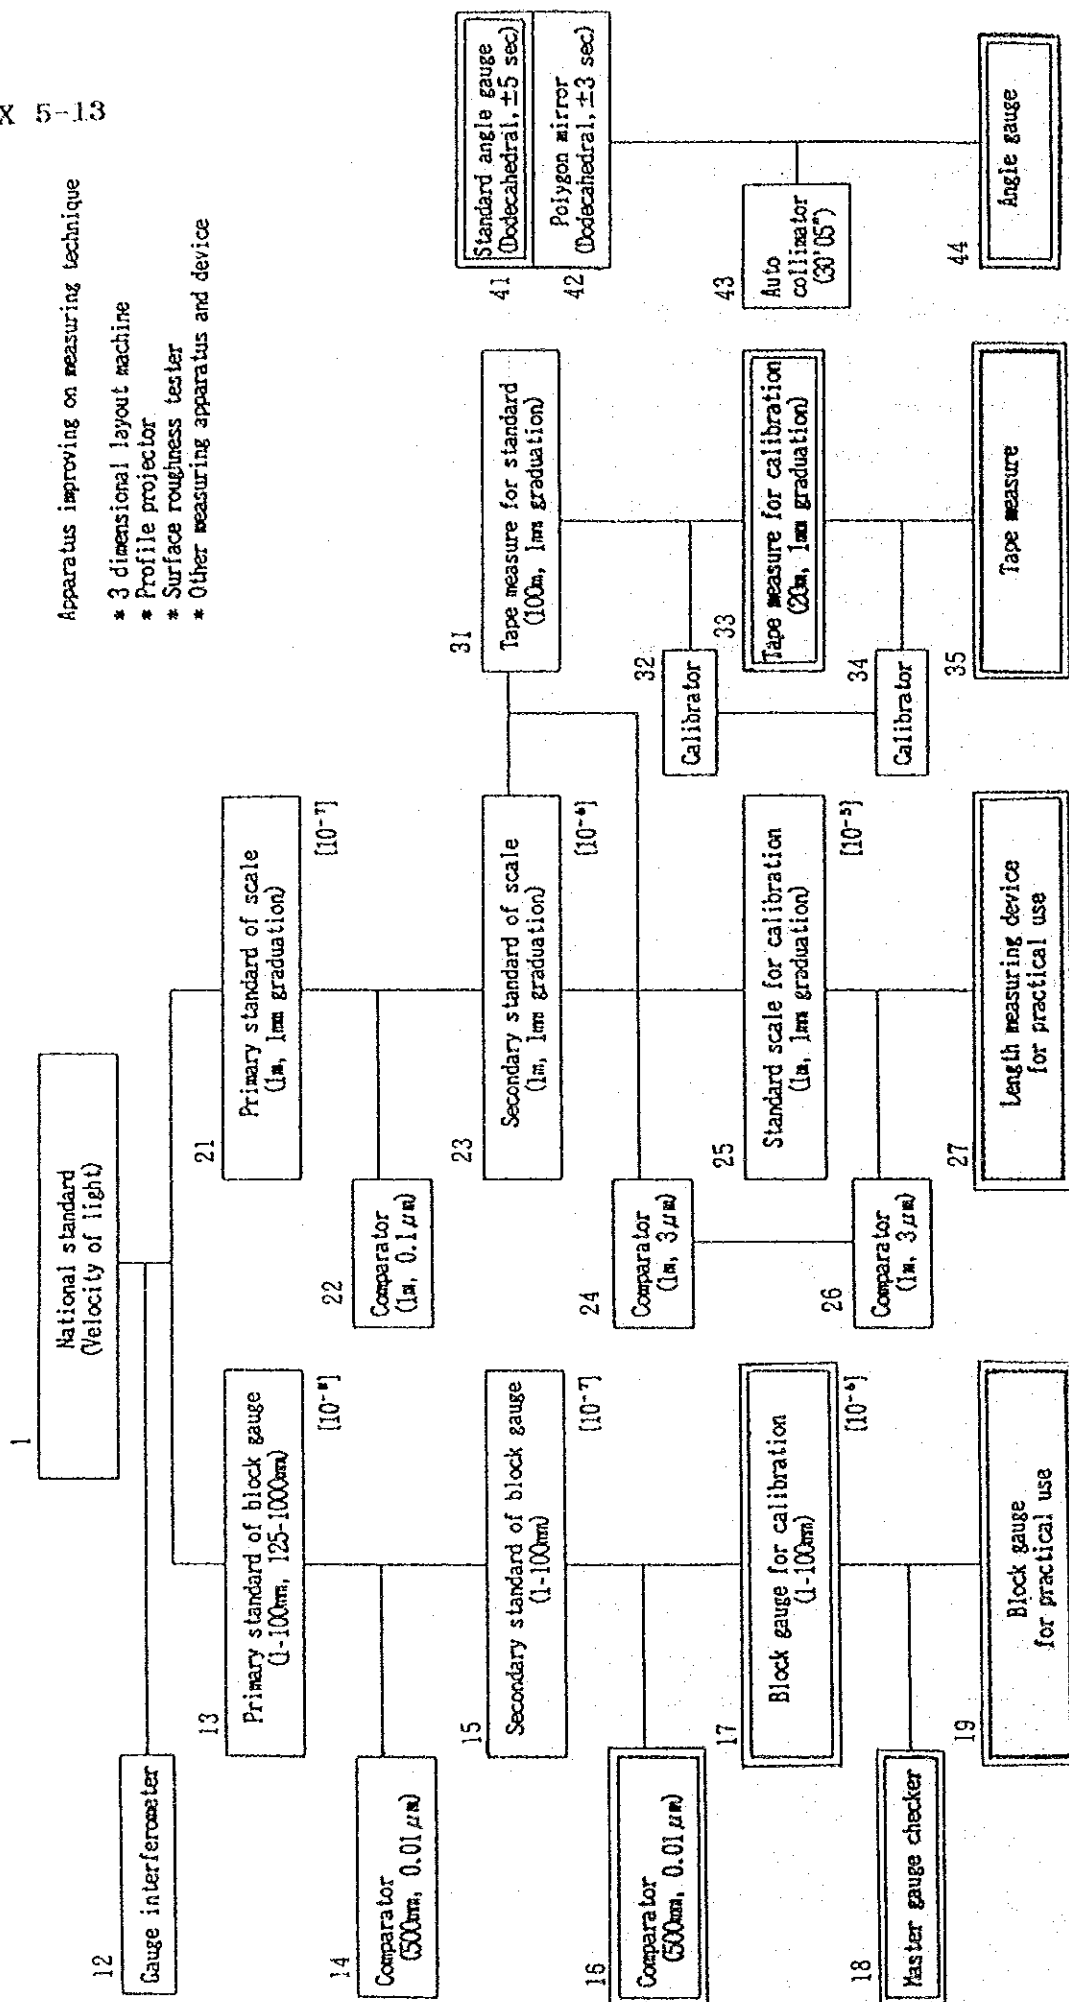 X 5-13
Apparatus improving on measuring technique
* 3 dimensional layout machine
* Profile projector
* Surface roughness tester
* Other measuring apparatus and device
1
National standard
(Velocity of light)
12
Gauge interferometer
13
Primary standard of block gauge
(1-100mm, 125-1000mm)
[10⁻⁸]
14
Comparator
(500mm, 0.01μm)
15
Secondary standard of block gauge
(1-100mm)
[10⁻⁷]
16
Comparator
(500mm, 0.01μm)
17
Block gauge for calibration
(1-100mm)
[10⁻⁶]
18
Master gauge checker
19
Block gauge
for practical use
21
Primary standard of scale
(1m, 1mm graduation)
[10⁻⁷]
22
Comparator
(1m, 0.1μm)
23
Secondary standard of scale
(1m, 1mm graduation)
[10⁻⁶]
24
Comparator
(1m, 3μm)
25
Standard scale for calibration
(1m, 1mm graduation)
[10⁻⁵]
26
Comparator
(1m, 3μm)
27
Length measuring device
for practical use
31
Tape measure for standard
(100m, 1mm graduation)
32
Calibrator
33
Tape measure for calibration
(20m, 1mm graduation)
34
Calibrator
35
Tape measure
41
Standard angle gauge
(Dodecahedral, ±5 sec)
42
Polygon mirror
(Dodecahedral, ±3 sec)
43
Auto
collimator
(30'05")
44
Angle gauge